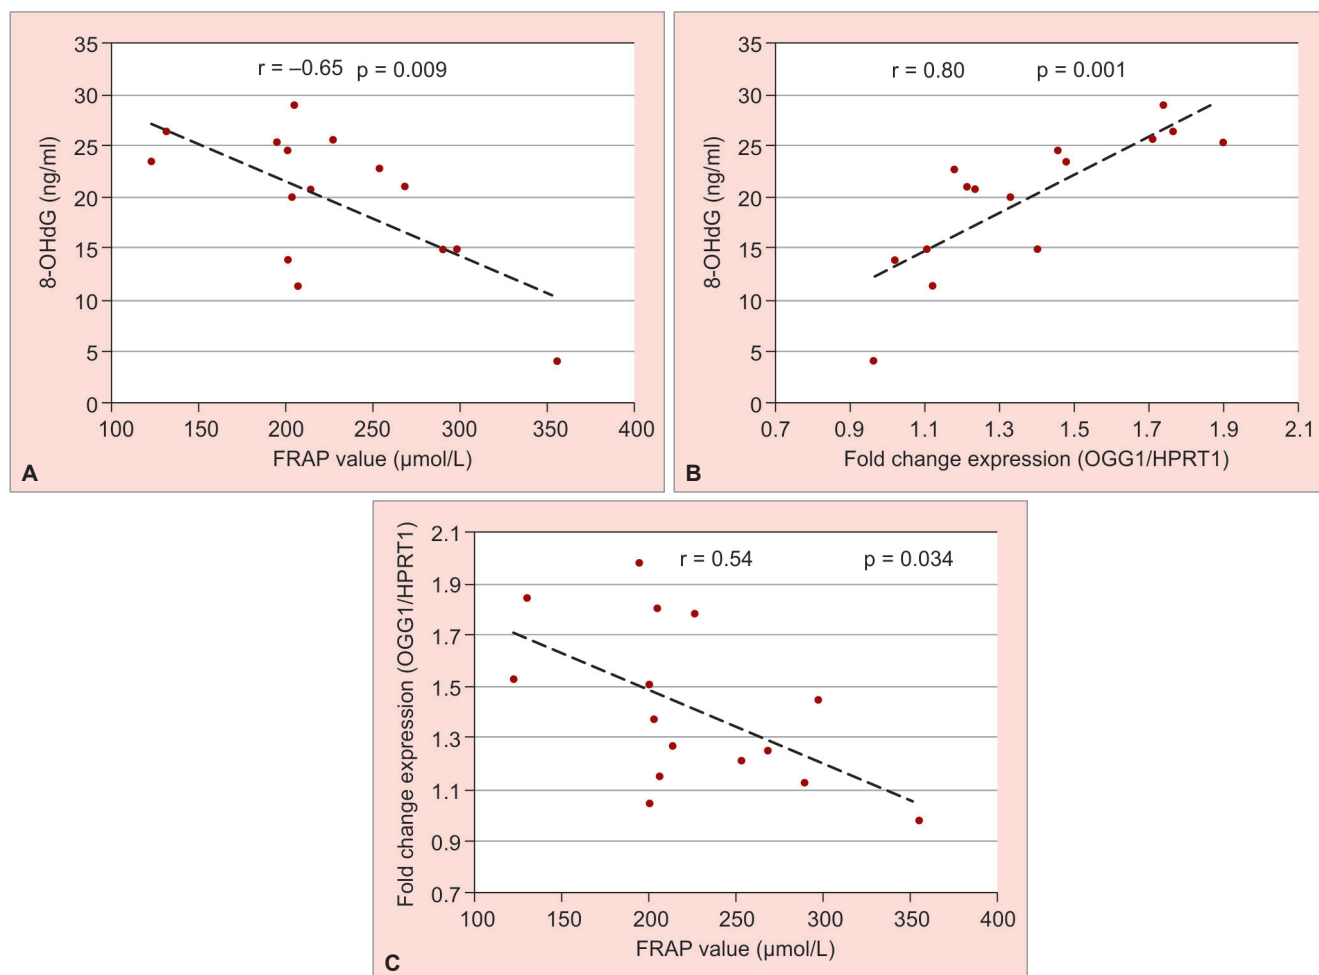 r = –0.65 p = 0.009
8-OHdG (ng/ml)
35
30
25
20
15
10
5
0
100 150 200 250 300 350 400
FRAP value (µmol/L)
A
r = 0.80 p = 0.001
8-OHdG (ng/ml)
35
30
25
20
15
10
5
0
0.7 0.9 1.1 1.3 1.5 1.7 1.9 2.1
Fold change expression (OGG1/HPRT1)
B
r = 0.54 p = 0.034
Fold change expression (OGG1/HPRT1)
2.1
1.9
1.7
1.5
1.3
1.1
0.9
0.7
100 150 200 250 300 350 400
FRAP value (µmol/L)
C